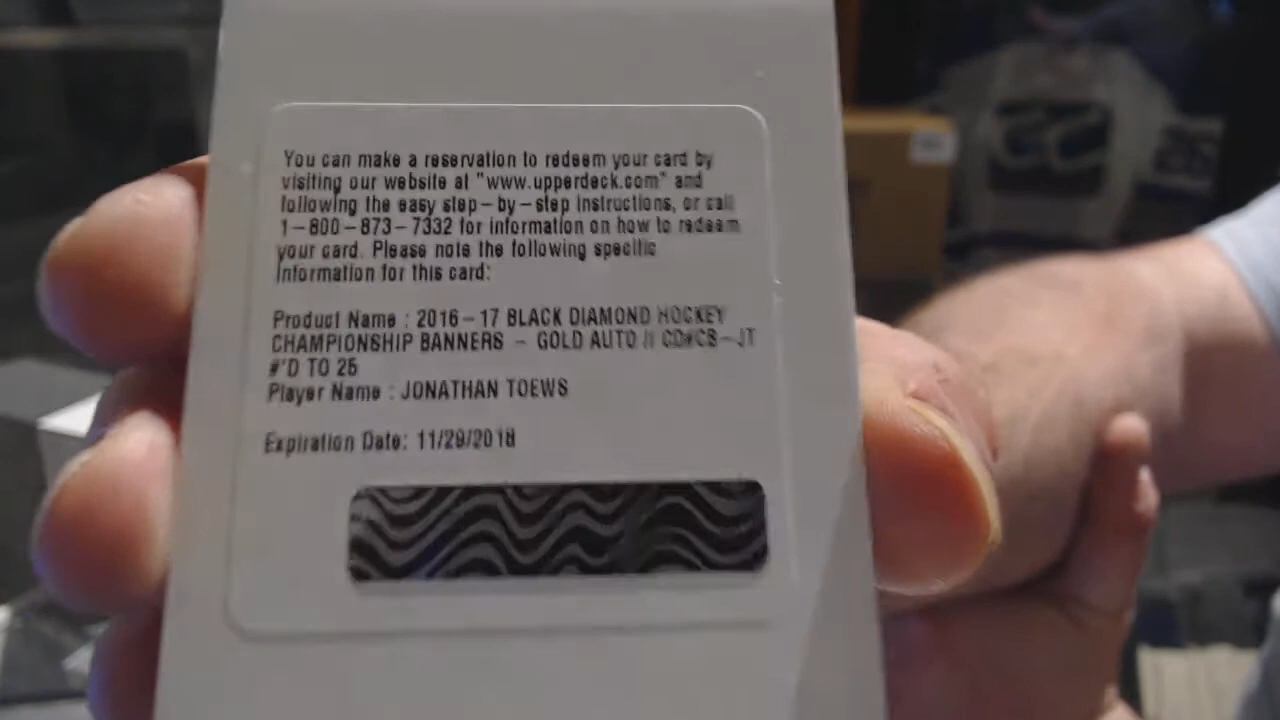 You can make a reservation to redeem your card by
visiting our website at "www.upperdeck.com" and
following the easy step-by-step instructions, or call
1-800-873-7332 for information on how to redeem
your card. Please note the following specific
information for this card:
Product Name : 2016-17 BLACK DIAMOND HOCKEY
CHAMPIONSHIP BANNERS - GOLD AUTO // CD#CB-JT
#'D TO 25
Player Name : JONATHAN TOEWS
Expiration Date: 11/29/2018